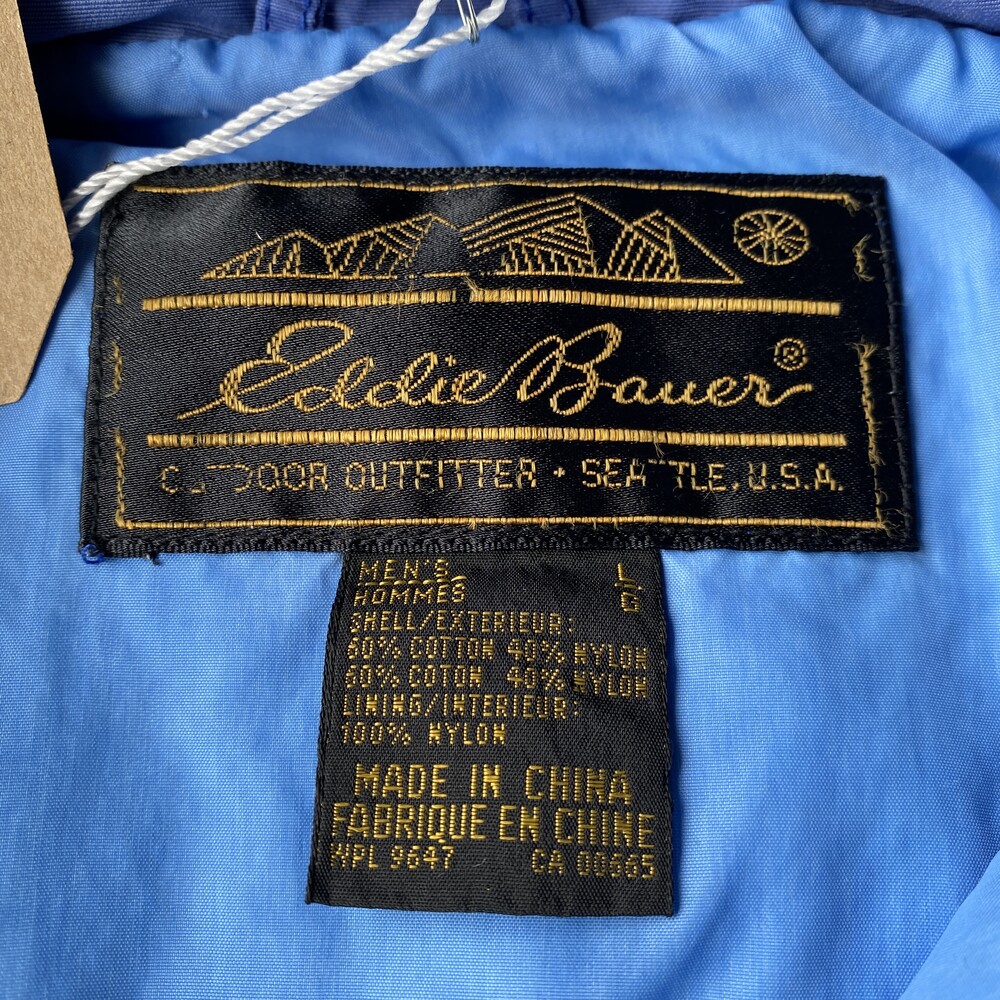 Eddie Bauer ®
OUTDOOR OUTFITTER • SEATTLE, U.S.A.
MEN'S L
HOMMES G
SHELL/EXTERIEUR:
60% COTTON 40% NYLON
60% COTON 40% NYLON
LINING/INTERIEUR:
100% NYLON
MADE IN CHINA
FABRIQUE EN CHINE
WPL 9647 CA 00665